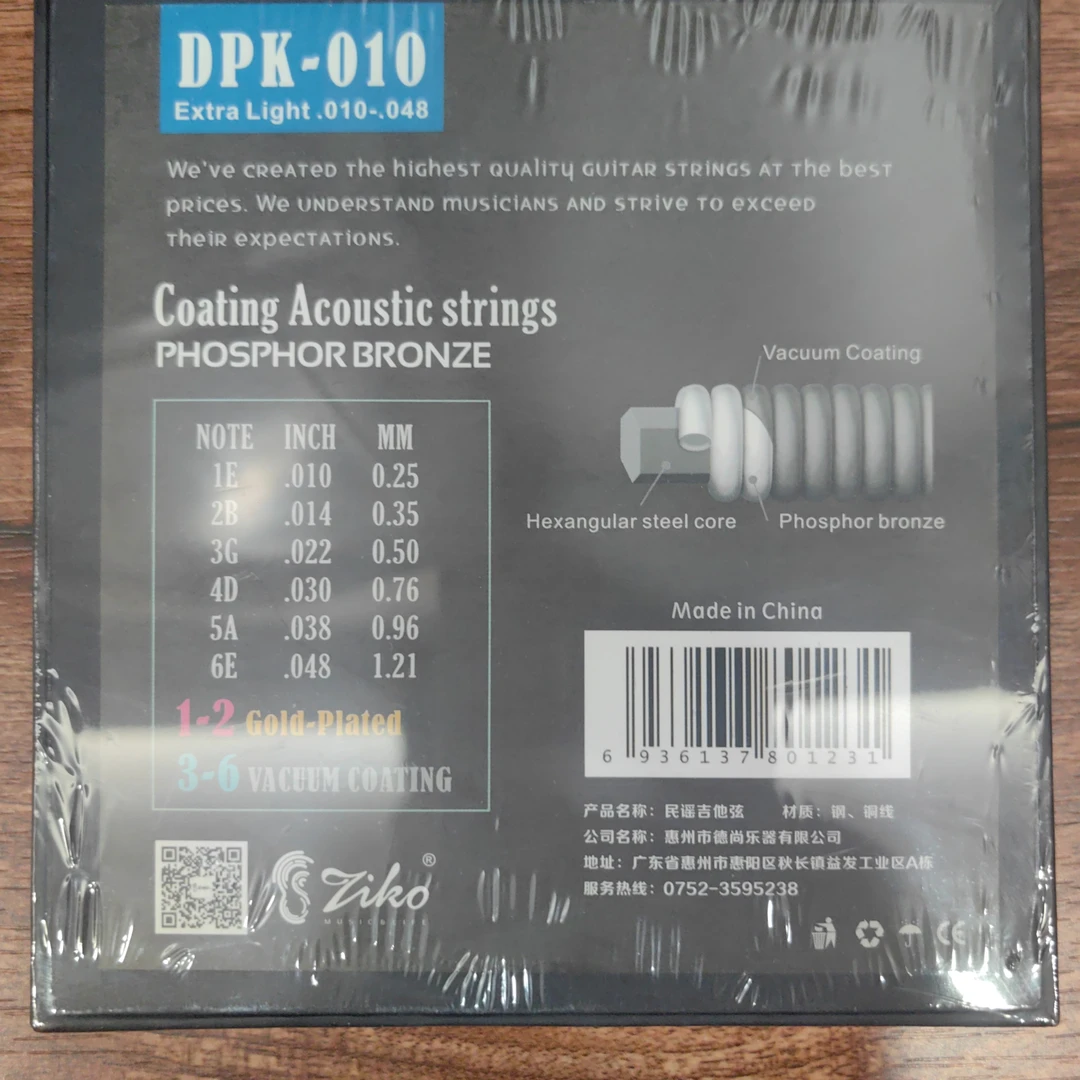 DPK-010
Extra Light .010-.048
We've CREATED The highEST QUAlITy GUITAR STRINGS AT The beST
pRICES. We UNDERSTAND mUSICIANS AND STRIve TO exceeD
TheIR expeCTATIONS.
Coating Acoustic strings
PHOSPHOR BRONZE
Vacuum Coating
Hexangular steel core
Phosphor bronze
NOTE INCH MM
1E .010 0.25
2B .014 0.35
3G .022 0.50
4D .030 0.76
5A .038 0.96
6E .048 1.21
1-2 Gold-Plated
3-6 VACUUM COATING
Made in China
6 936137 801231
产品名称：民谣吉他弦 材质：钢、铜线
公司名称：惠州市德尚乐器有限公司
地址：广东省惠州市惠阳区秋长镇益发工业区A栋
服务热线：0752-3595238
Ziko®
CE